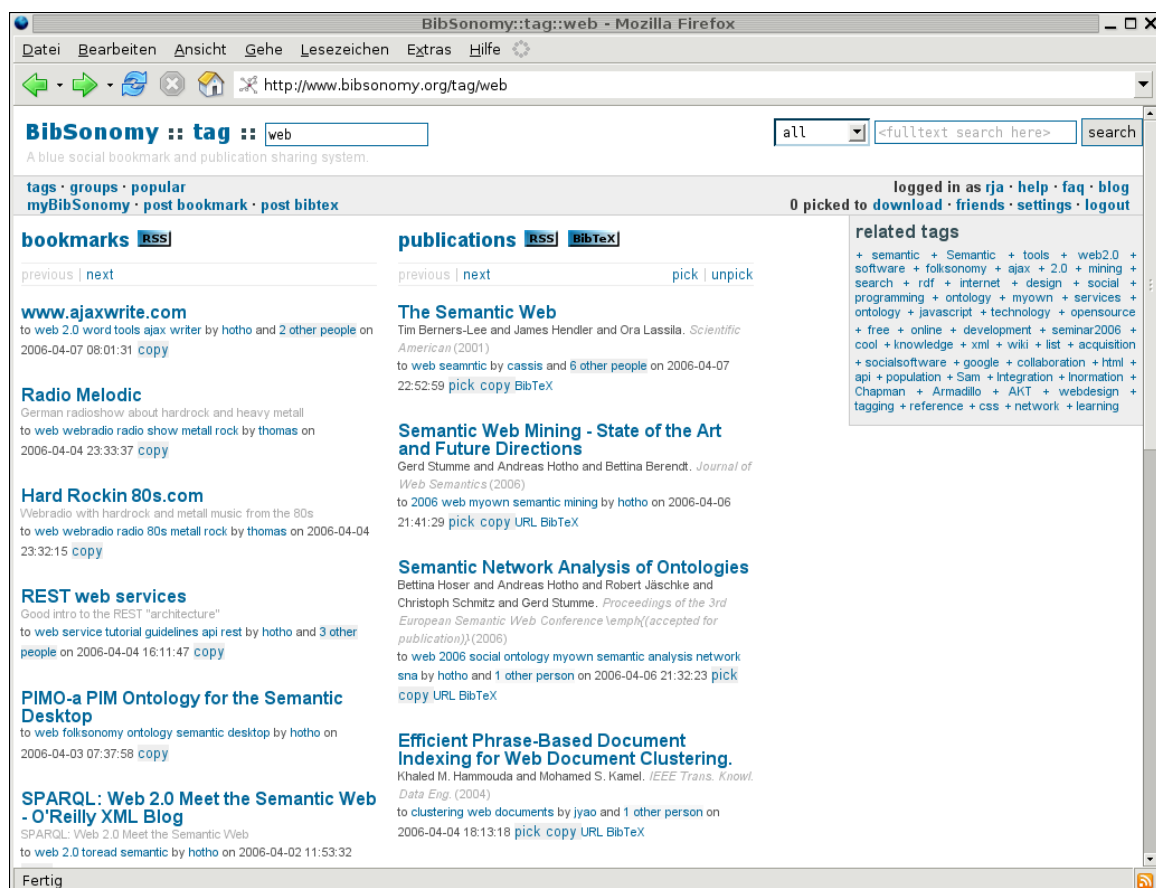 BibSonomy::tag::web - Mozilla Firefox
Datei Bearbeiten Ansicht Gehe Lesezeichen Extras Hilfe
http://www.bibsonomy.org/tag/web
BibSonomy :: tag :: web
all <fulltext search here> search
A blue social bookmark and publication sharing system.
tags · groups · popular
logged in as rja · help · faq · blog
myBibSonomy · post bookmark · post bibtex
0 picked to download · friends · settings · logout
bookmarks RSS
previous | next
www.ajaxwrite.com
to web 2.0 word tools ajax writer by hotho and 2 other people on
2006-04-07 08:01:31 copy
Radio Melodic
German radioshow about hardrock and heavy metall
to web webradio radio show metall rock by thomas on
2006-04-04 23:33:37 copy
Hard Rockin 80s.com
Webradio with hardrock and metall music from the 80s
to web webradio radio 80s metall rock by thomas on 2006-04-04
23:32:15 copy
REST web services
Good intro to the REST "architecture"
to web service tutorial guidelines api rest by hotho and 3 other
people on 2006-04-04 16:11:47 copy
PIMO-a PIM Ontology for the Semantic
Desktop
to web folksonomy ontology semantic desktop by hotho on
2006-04-03 07:37:58 copy
SPARQL: Web 2.0 Meet the Semantic Web
- O'Reilly XML Blog
SPARQL: Web 2.0 Meet the Semantic Web
to web 2.0 toread semantic by hotho on 2006-04-02 11:53:32
publications RSS BibTeX
previous | next pick | unpick
The Semantic Web
Tim Berners-Lee and James Hendler and Ora Lassila. Scientific
American (2001)
to web seamntic by cassis and 6 other people on 2006-04-07
22:52:59 pick copy BibTeX
Semantic Web Mining - State of the Art
and Future Directions
Gerd Stumme and Andreas Hotho and Bettina Berendt. Journal of
Web Semantics (2006)
to 2006 web myown semantic mining by hotho on 2006-04-06
21:41:29 pick copy URL BibTeX
Semantic Network Analysis of Ontologies
Bettina Hoser and Andreas Hotho and Robert Jäschke and
Christoph Schmitz and Gerd Stumme. Proceedings of the 3rd
European Semantic Web Conference \emph{(accepted for
publication)} (2006)
to web 2006 social ontology myown semantic analysis network
sna by hotho and 1 other person on 2006-04-06 21:32:23 pick
copy URL BibTeX
Efficient Phrase-Based Document
Indexing for Web Document Clustering.
Khaled M. Hammouda and Mohamed S. Kamel. IEEE Trans. Knowl.
Data Eng. (2004)
to clustering web documents by jyao and 1 other person on
2006-04-04 18:13:18 pick copy URL BibTeX
related tags
+ semantic + Semantic + tools + web2.0 +
software + folksonomy + ajax + 2.0 + mining +
search + rdf + internet + design + social +
programming + ontology + myown + services +
ontology + javascript + technology + opensource
+ free + online + development + seminar2006 +
cool + knowledge + xml + wiki + list + acquisition
+ socialsoftware + google + collaboration + html +
api + population + Sam + Integration + Inormation +
Chapman + Armadillo + AKT + webdesign +
tagging + reference + css + network + learning
Fertig